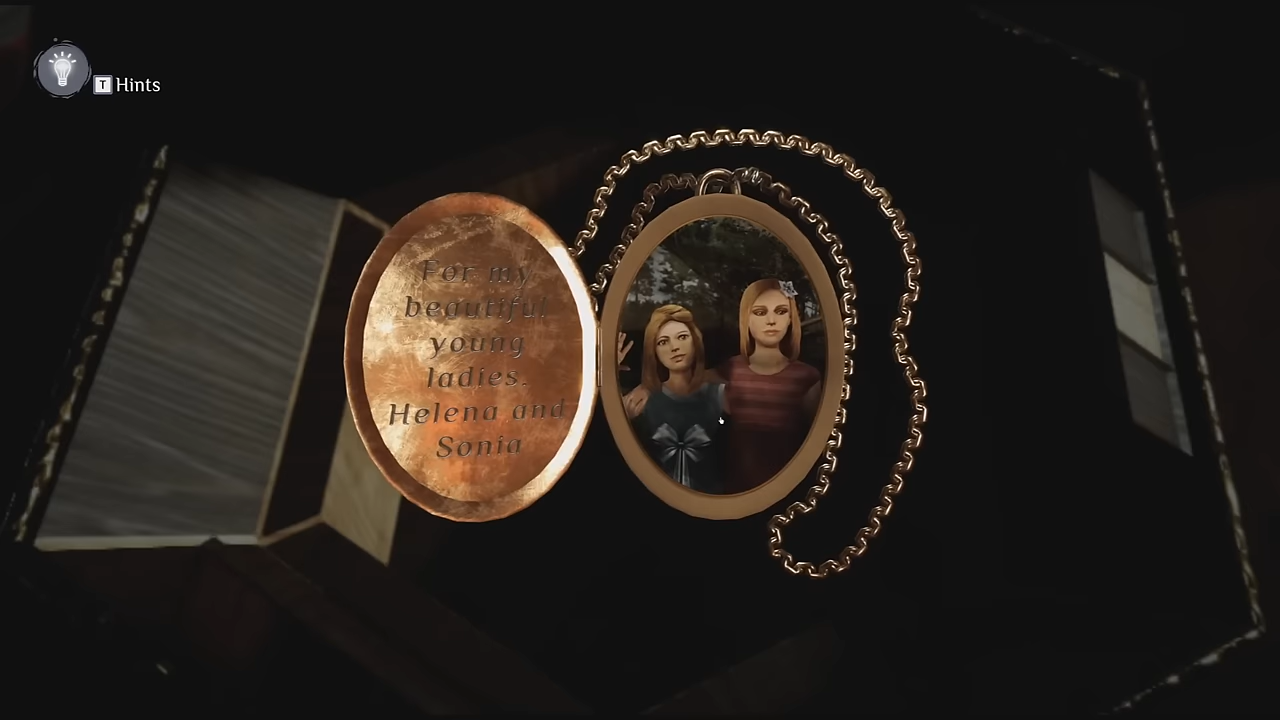 T Hints
For my
beautiful
young
ladies,
Helena and
Sonia